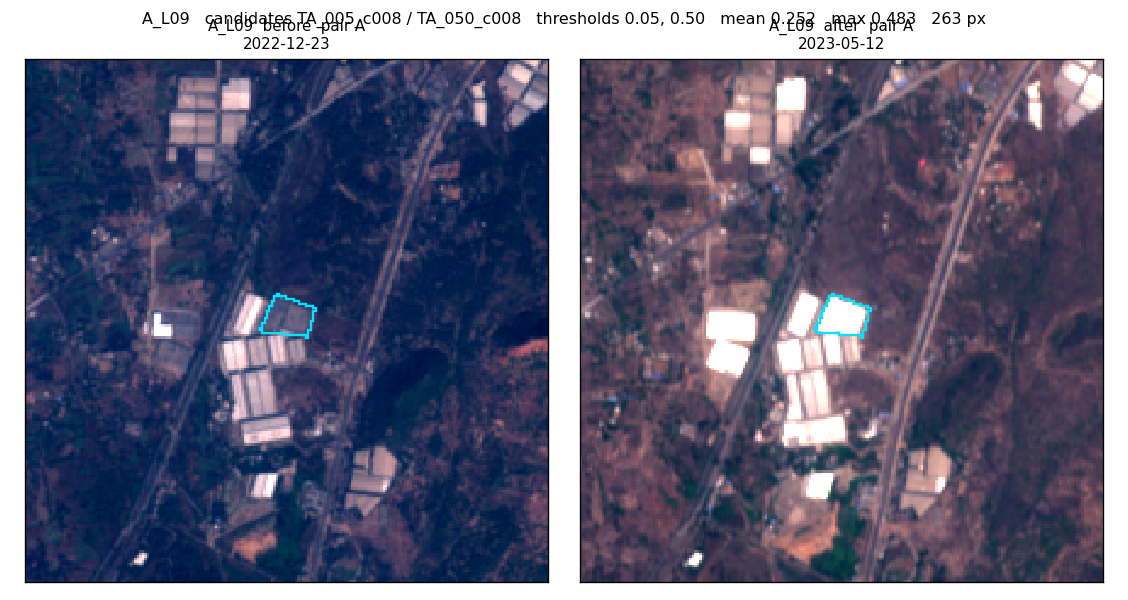 A_L09 candidates TA_005_c008 / TA_050_c008 thresholds 0.05, 0.50 mean 0.252 max 0.483 263 px
A_L09 before pair A
2022-12-23
A_L09 after pair A
2023-05-12